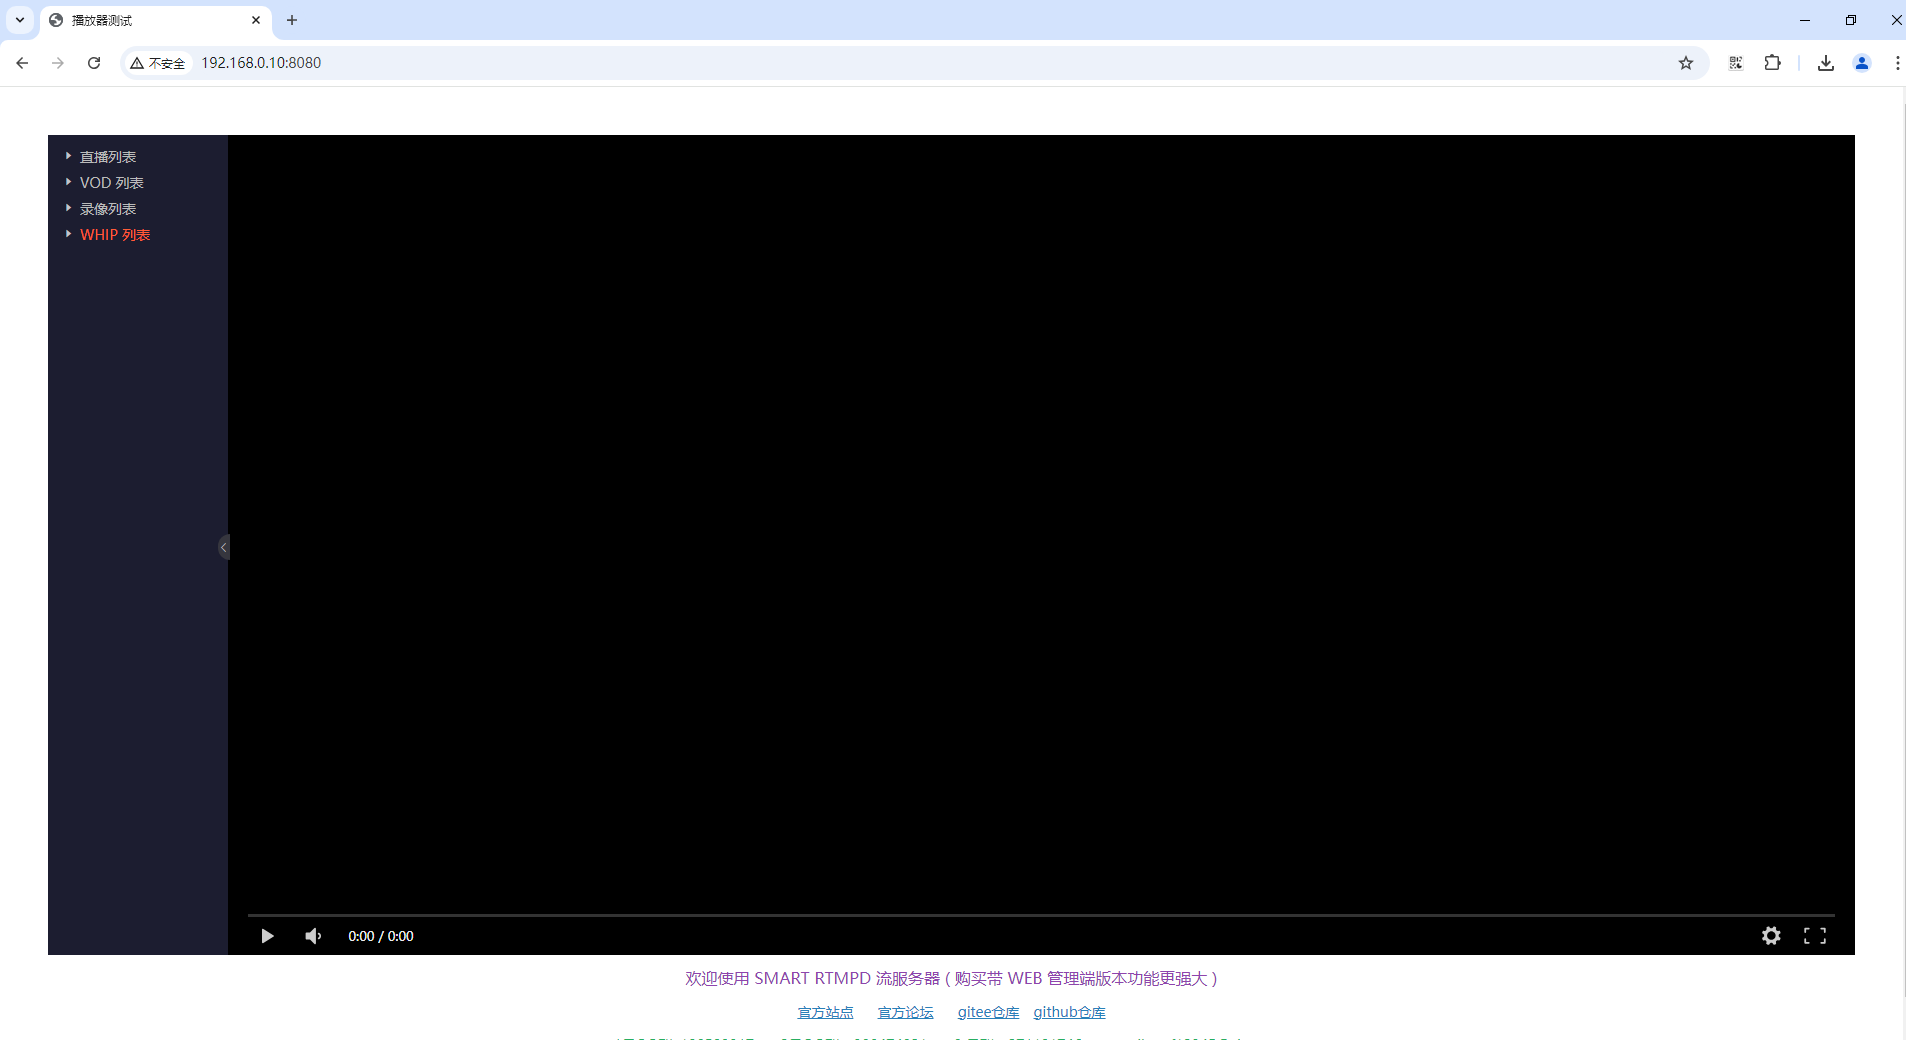 播放器测试
不安全 192.168.0.10:8080
直播列表
VOD 列表
录像列表
WHIP 列表
0:00 / 0:00
欢迎使用 SMART RTMPD 流服务器 ( 购买带 WEB 管理端版本功能更强大 )
官方站点 官方论坛 gitee仓库 github仓库